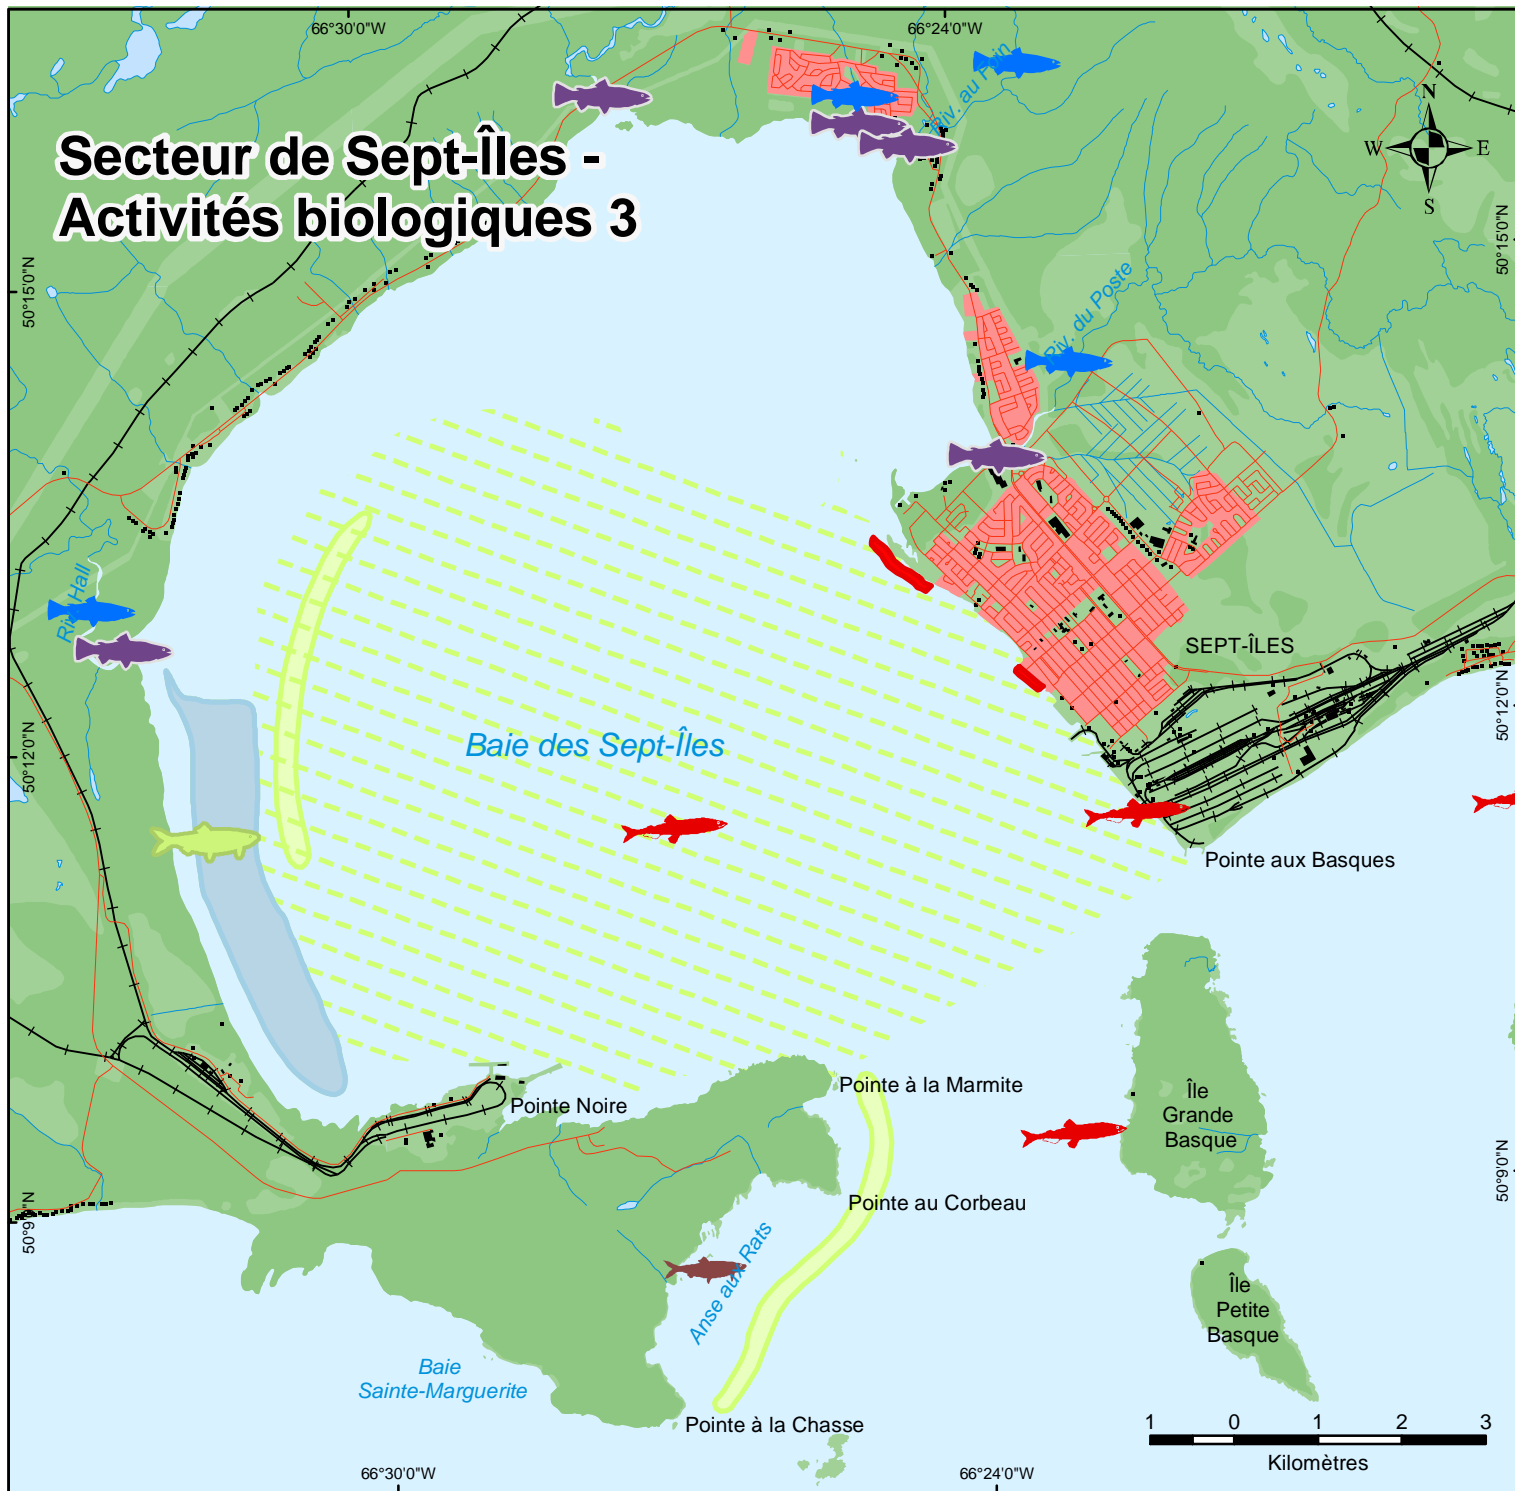 66°30'0"W
66°24'0"W
Riv. au Foin
N
W
E
S
Secteur de Sept-Îles -
Activités biologiques 3
50°15'0"N
50°15'0"N
Riv. du Poste
Riv. Hall
SEPT-ÎLES
50°12'0"N
50°12'0"N
Baie des Sept-Îles
Pointe aux Basques
Pointe à la Marmite
Pointe Noire
Île
Grande
Basque
50°9'0"N
50°9'0"N
Pointe au Corbeau
Anse aux Rats
Île
Petite
Basque
Baie
Sainte-Marguerite
Pointe à la Chasse
1 0 1 2 3
Kilomètres
66°30'0"W
66°24'0"W